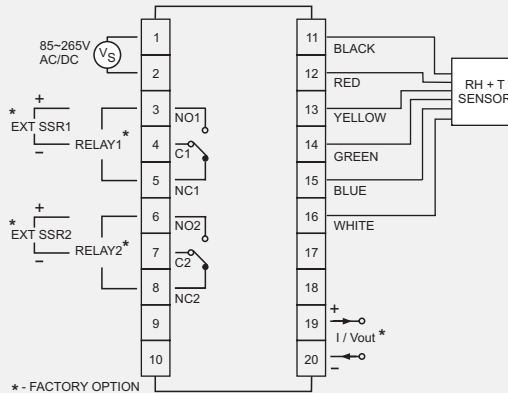 85~265V
AC/DC
VS
1
2
3
4
5
6
7
8
9
10
* EXT SSR1
+
–
RELAY1*
NO1
C1
NC1
* EXT SSR2
+
–
RELAY2*
NO2
C2
NC2
11
12
13
14
15
16
17
18
19
20
BLACK
RED
YELLOW
GREEN
BLUE
WHITE
RH + T
SENSOR
+
I / Vout *
–
* - FACTORY OPTION